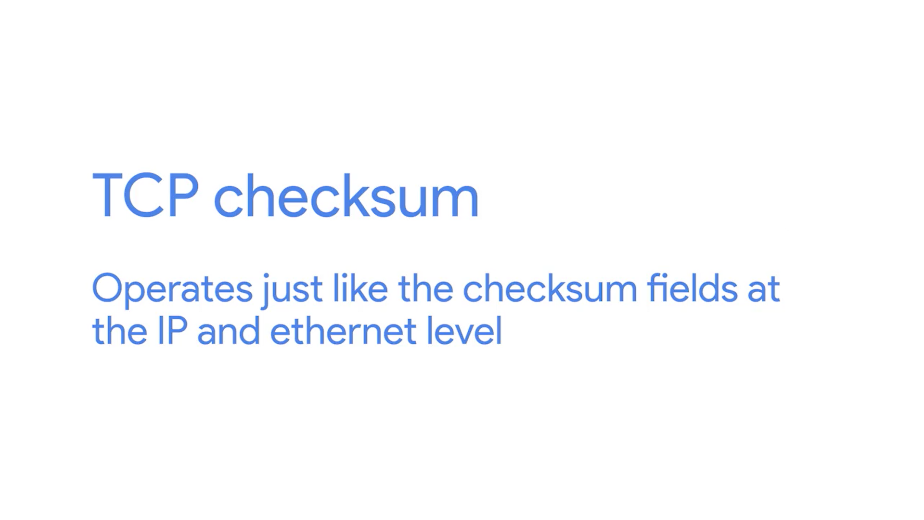 TCP checksum
Operates just like the checksum fields at
the IP and ethernet level